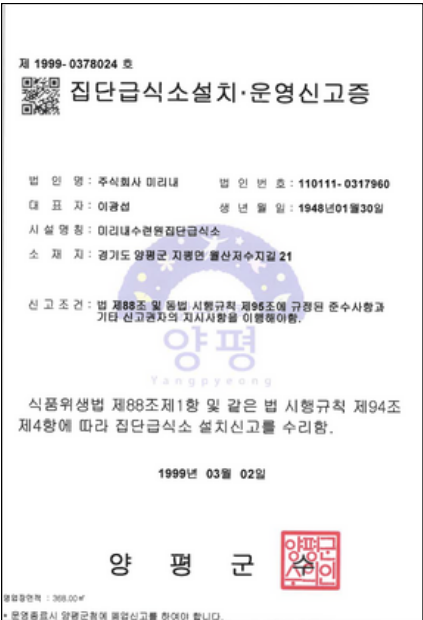 제 1999- 0378024 호
집단급식소설치·운영신고증
법 인 명 : 주식회사 미리내 법 인 번 호 : 110111- 0317960
대 표 자 : 이광섭 생 년 월 일 : 1948년01월30일
시 설 명 칭 : 미리내수련원집단급식소
소 재 지 : 경기도 양평군 지평면 월산저수지길 21
신 고 조 건 : 법 제88조 및 동법 시행규칙 제95조에 규정된 준수사항과
기타 신고권자의 지시사항을 이행해야함.
양평
Yangpyeong
식품위생법 제88조제1항 및 같은 법 시행규칙 제94조
제4항에 따라 집단급식소 설치신고를 수리함.
1999년 03월 02일
양 평 군 수
양평군
수인
영업장면적 : 368.00㎡
* 운영종료시 양평군청에 폐업신고를 하여야 합니다.